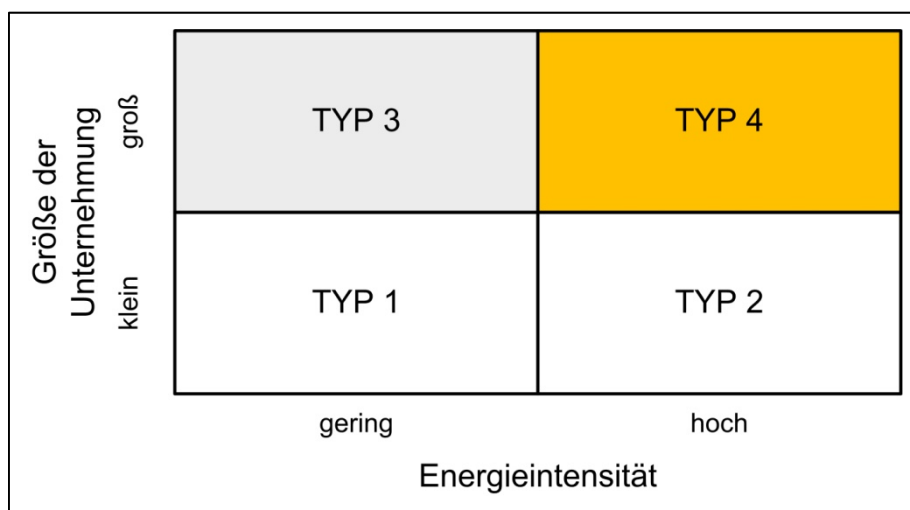 Größe der
Unternehmung
groß
klein
TYP 3
TYP 4
TYP 1
TYP 2
gering
hoch
Energieintensität